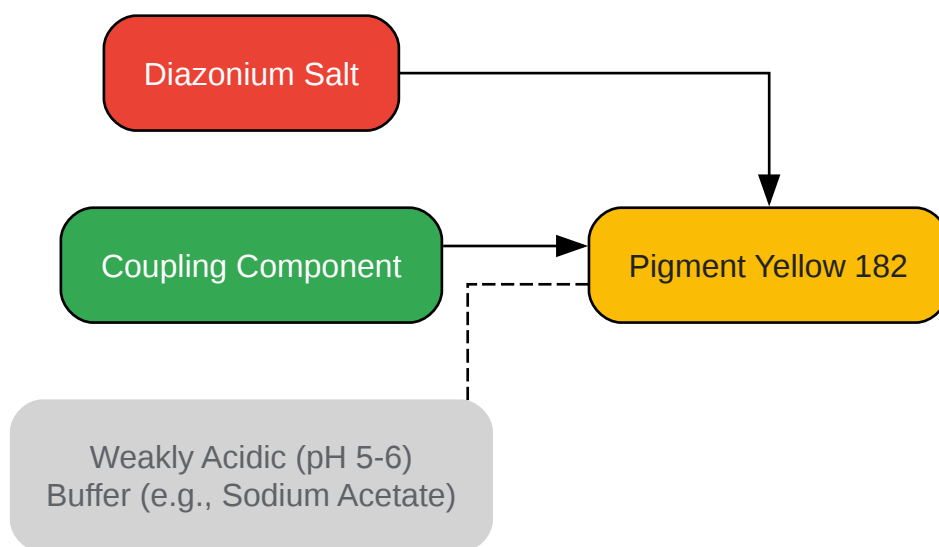 Diazonium Salt
Coupling Component
Pigment Yellow 182
Weakly Acidic (pH 5-6)
Buffer (e.g., Sodium Acetate)